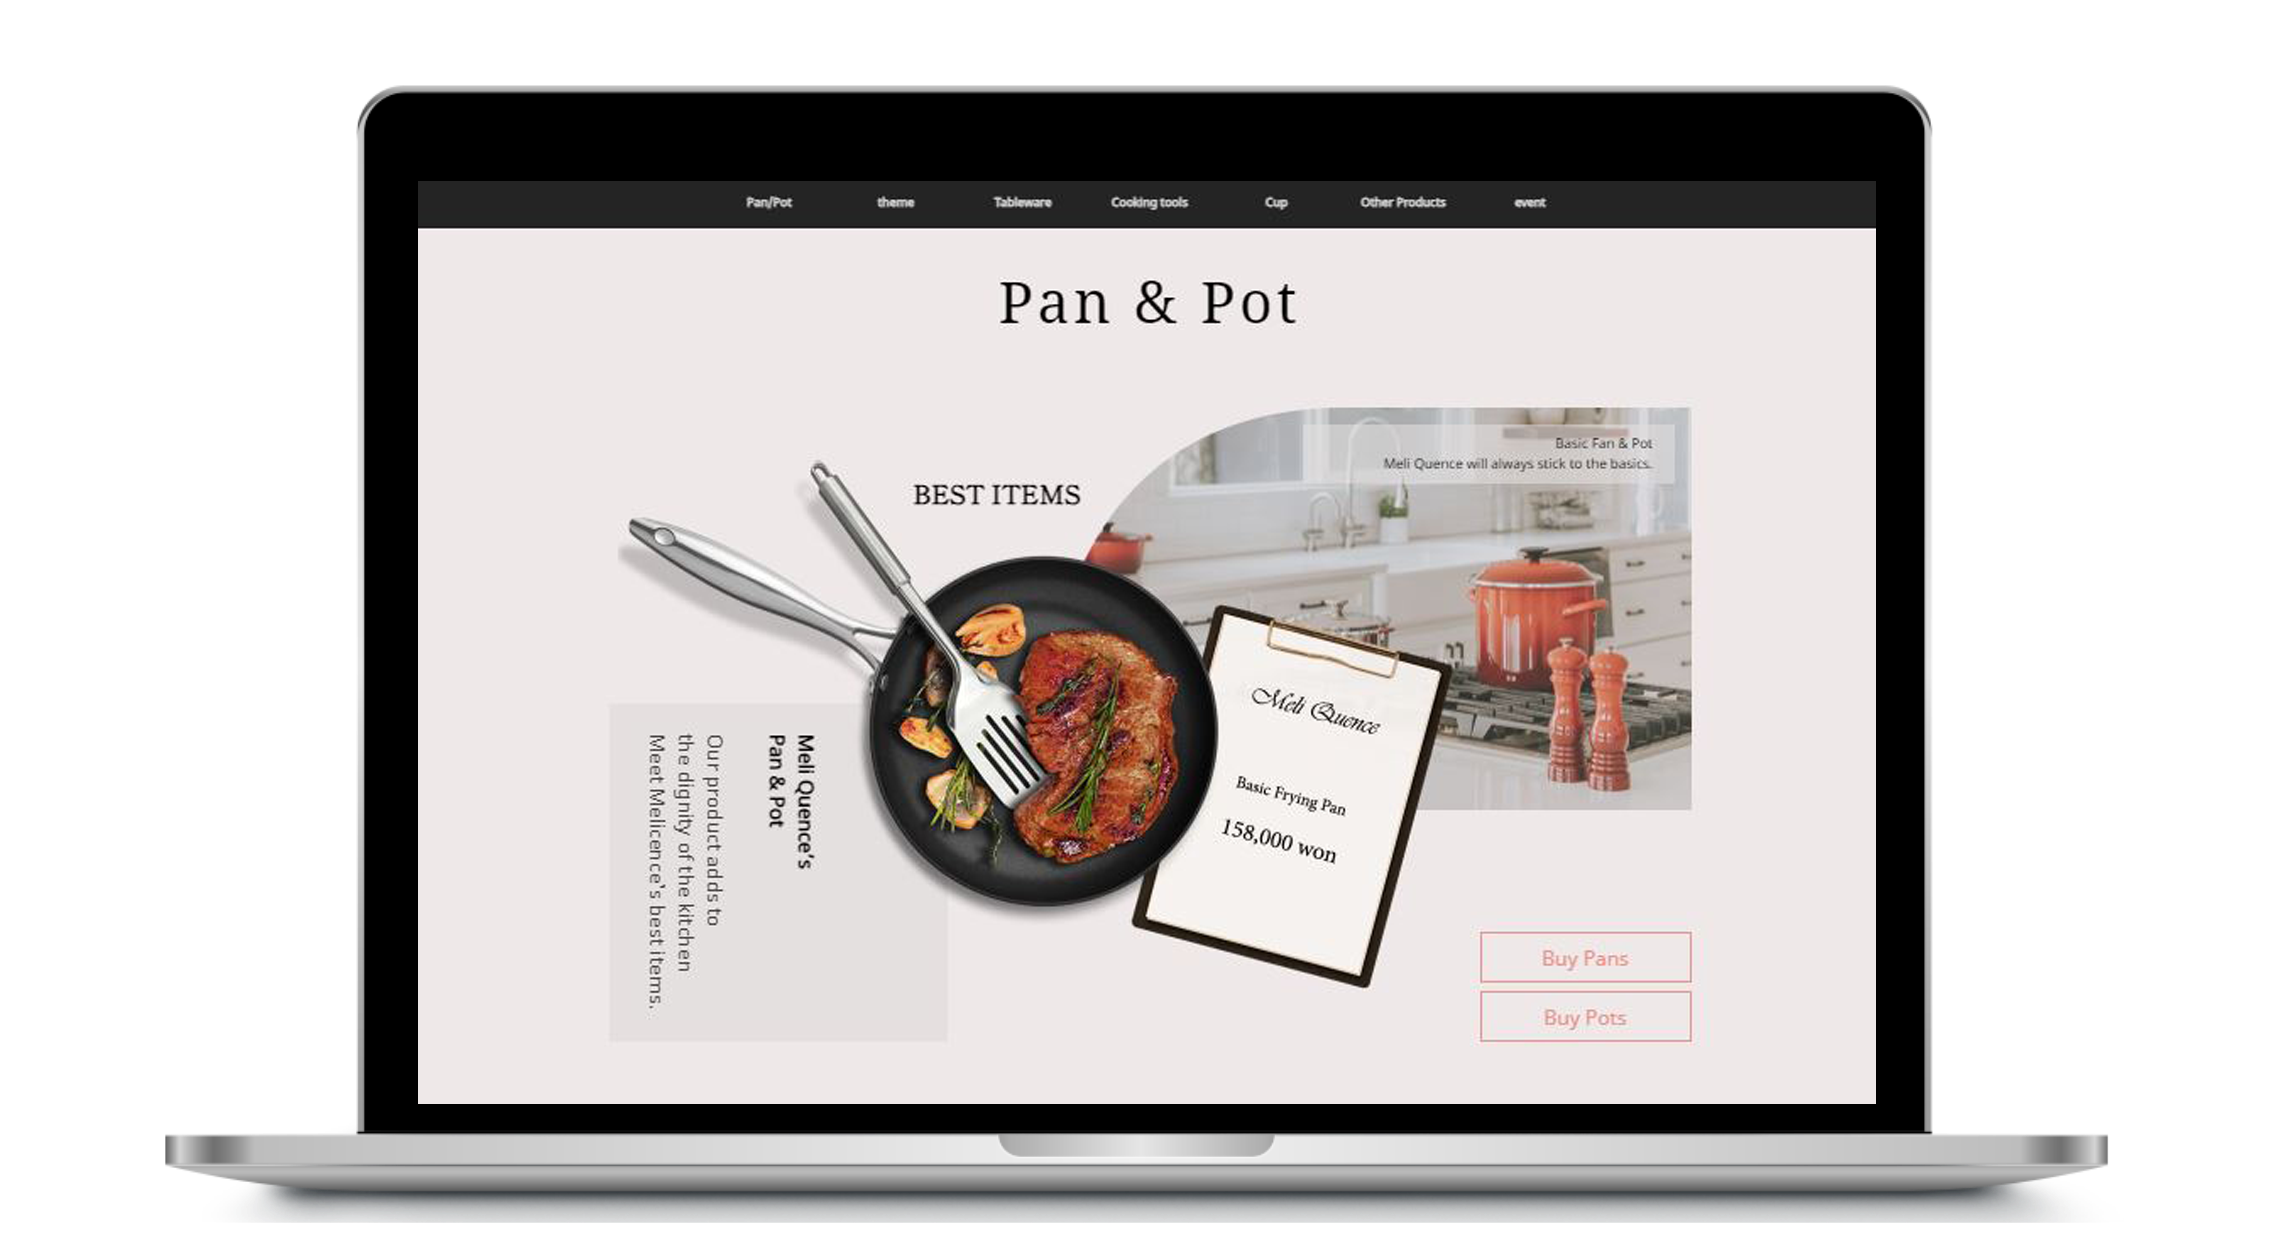 Pan/Pot
theme
Tableware
Cooking tools
Cup
Other Products
event
Pan & Pot
Basic Fan & Pot
Meli Quence will always stick to the basics.
BEST ITEMS
Meli Quence
Basic Frying Pan
158,000 won
Meli Quence's
Pan & Pot
Our product adds to
the dignity of the kitchen
Meet Melicence's best items.
Buy Pans
Buy Pots